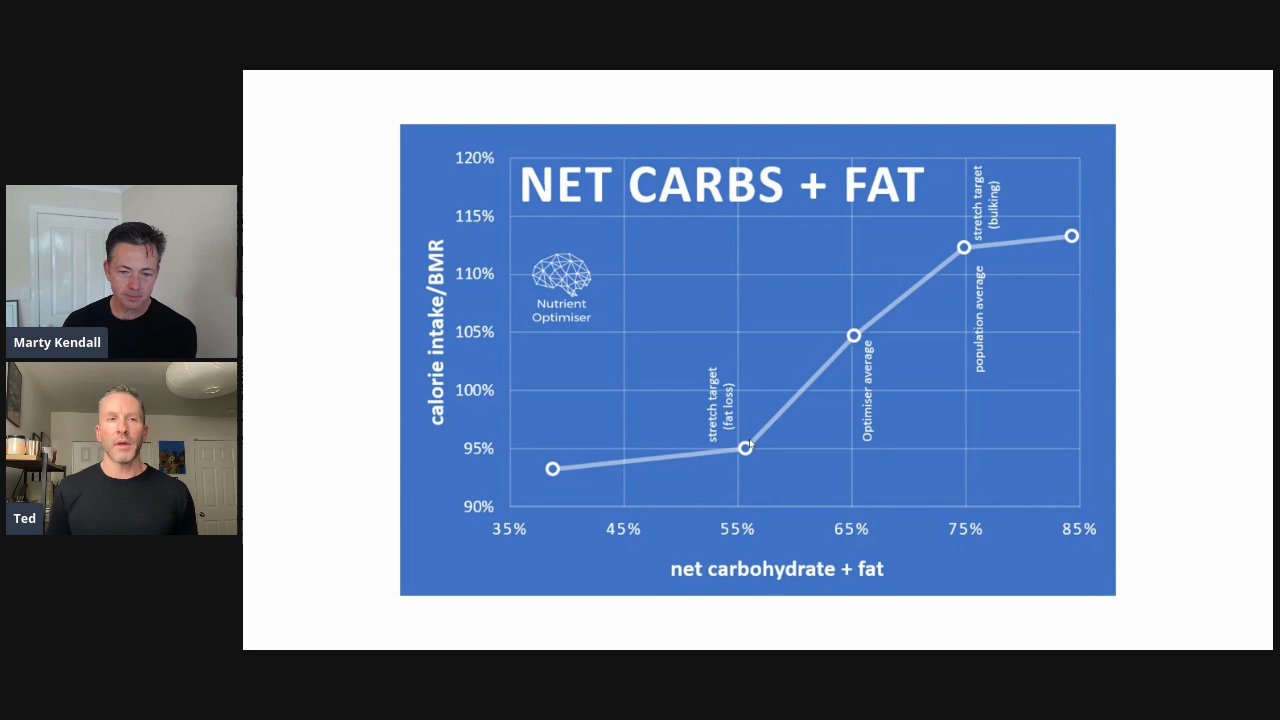 Marty Kendall
Ted
NET CARBS + FAT
Nutrient
Optimiser
calorie intake/BMR
120%
115%
110%
105%
100%
95%
90%
35%
45%
55%
65%
75%
85%
net carbohydrate + fat
stretch target
(fat loss)
Optimiser average
stretch target
(bulking)
population average